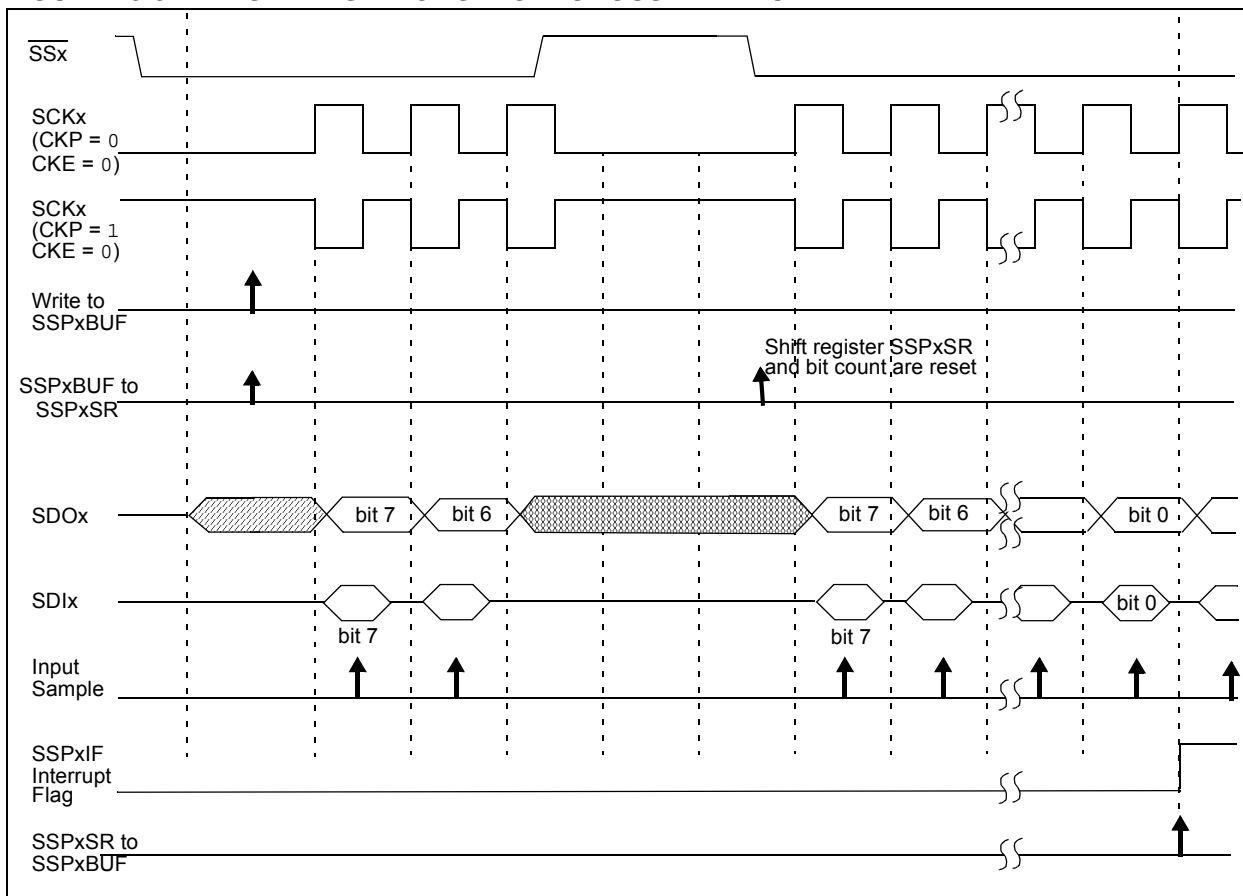 SSx
SCKx
(CKP = 0
CKE = 0)
SCKx
(CKP = 1
CKE = 0)
Write to
SSPxBUF
Shift register SSPxSR
and bit count are reset
SSPxBUF to
SSPxSR
SDOx
bit 7
bit 6
bit 7
bit 6
bit 0
SDIx
bit 0
bit 7
bit 7
Input
Sample
SSPxIF
Interrupt
Flag
SSPxSR to
SSPxBUF